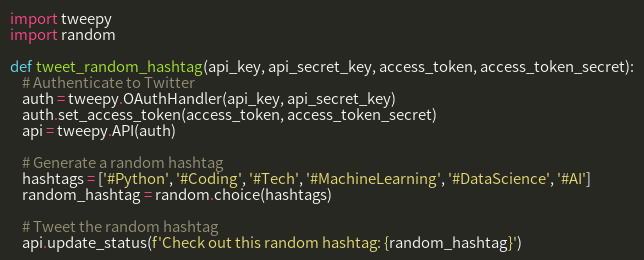 import tweepy
import random
def tweet_random_hashtag(api_key, api_secret_key, access_token, access_token_secret):
# Authenticate to Twitter
auth = tweepy.OAuthHandler(api_key, api_secret_key)
auth.set_access_token(access_token, access_token_secret)
api = tweepy.API(auth)
# Generate a random hashtag
hashtags = ['#Python', '#Coding', '#Tech', '#MachineLearning', '#DataScience', '#AI']
random_hashtag = random.choice(hashtags)
# Tweet the random hashtag
api.update_status(f'Check out this random hashtag: {random_hashtag}')